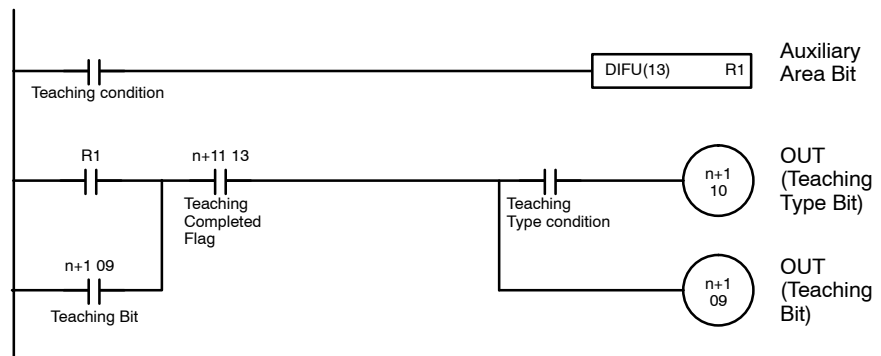 Auxiliary
Area Bit
DIFU(13) R1
Teaching condition
R1
n+11 13
Teaching
Completed
Flag
Teaching
Type condition
n+1
10
OUT
(Teaching
Type Bit)
n+1 09
Teaching Bit
n+1
09
OUT
(Teaching
Bit)